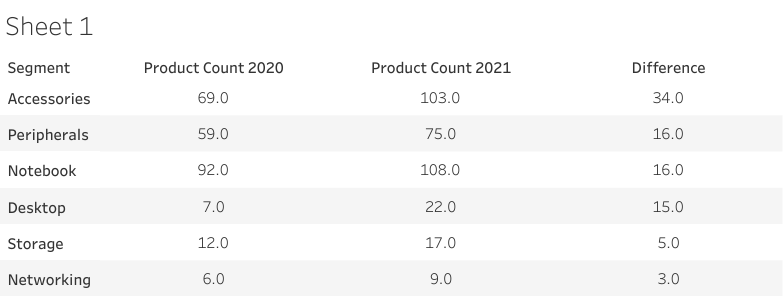 Sheet 1
Segment Product Count 2020 Product Count 2021 Difference
Accessories 69.0 103.0 34.0
Peripherals 59.0 75.0 16.0
Notebook 92.0 108.0 16.0
Desktop 7.0 22.0 15.0
Storage 12.0 17.0 5.0
Networking 6.0 9.0 3.0